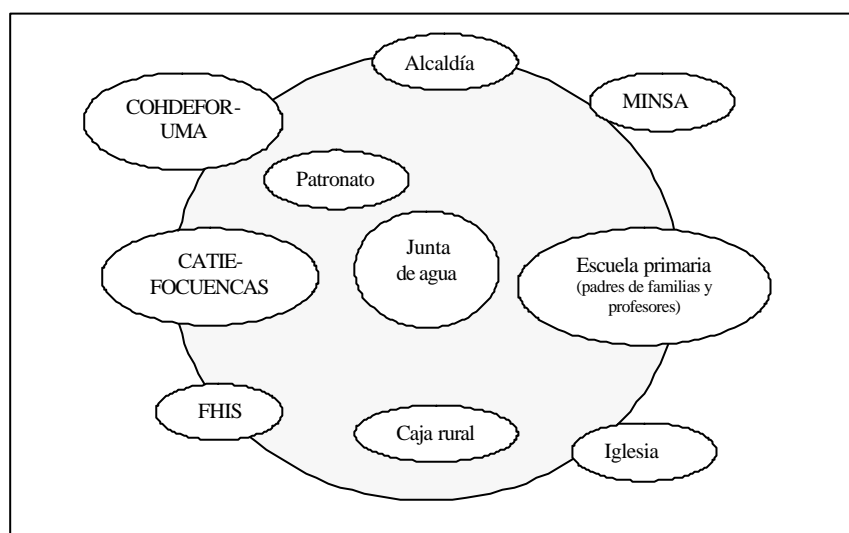 Alcaldía
COHDEFOR-
UMA
MINSA
Patronato
Junta
de agua
CATIE-
FOCUENCAS
Escuela primaria
(padres de familias y
profesores)
FHIS
Caja rural
Iglesia